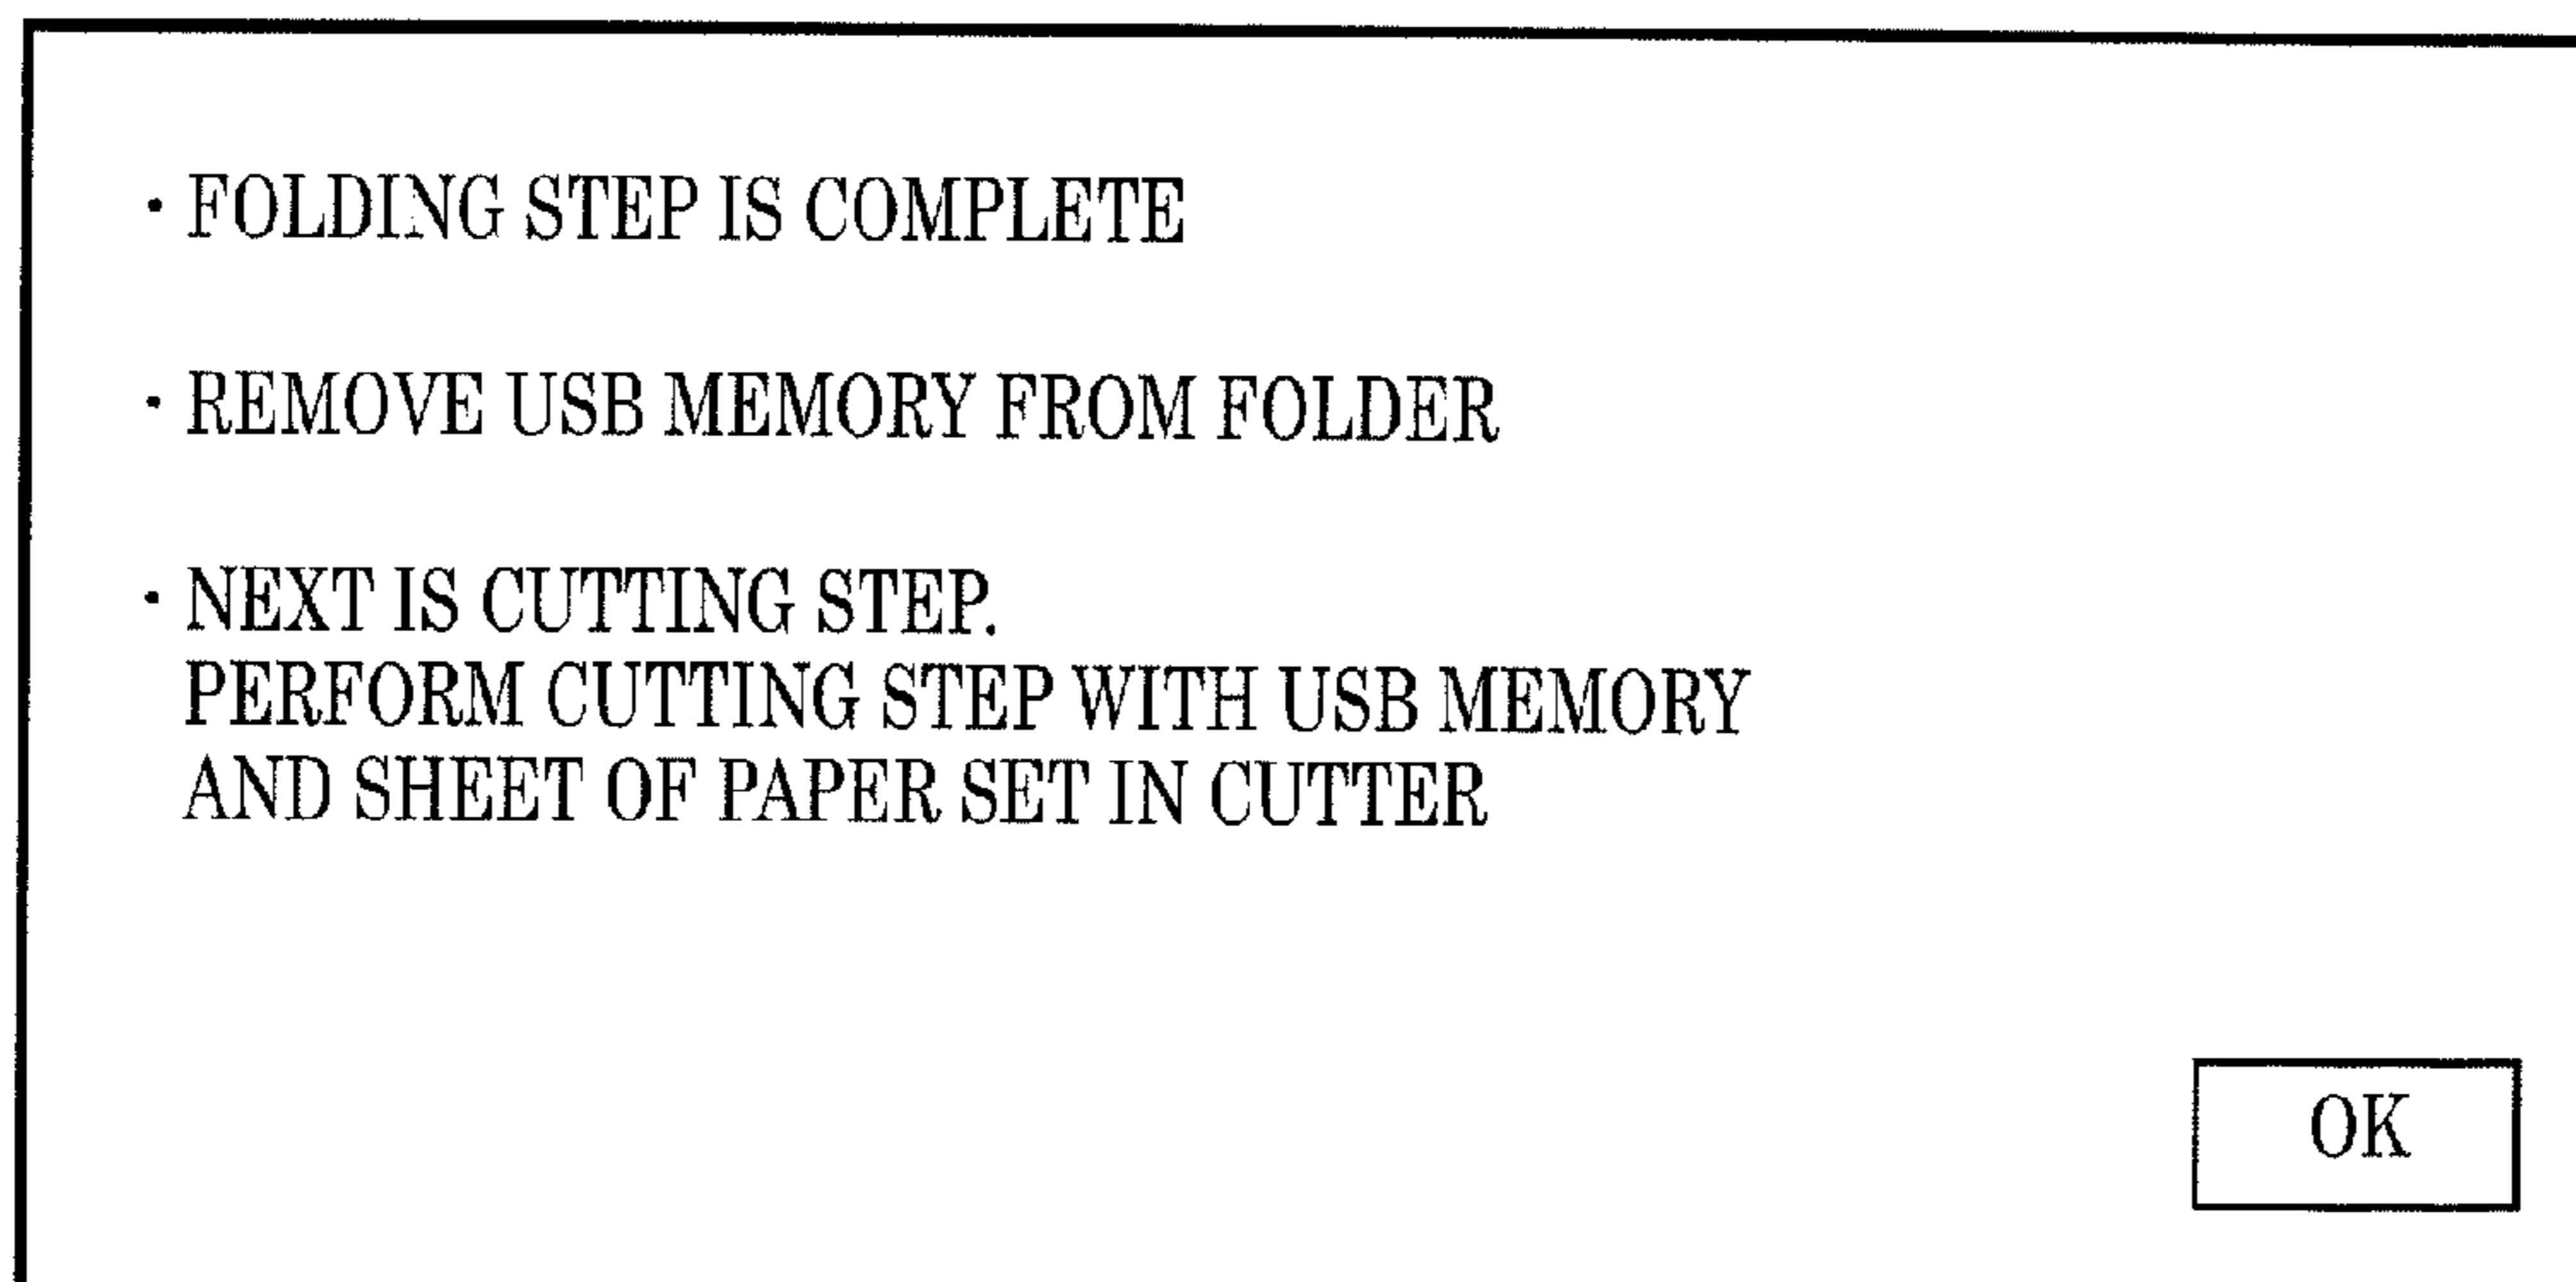 · FOLDING STEP IS COMPLETE
· REMOVE USB MEMORY FROM FOLDER
· NEXT IS CUTTING STEP.
PERFORM CUTTING STEP WITH USB MEMORY
AND SHEET OF PAPER SET IN CUTTER
OK